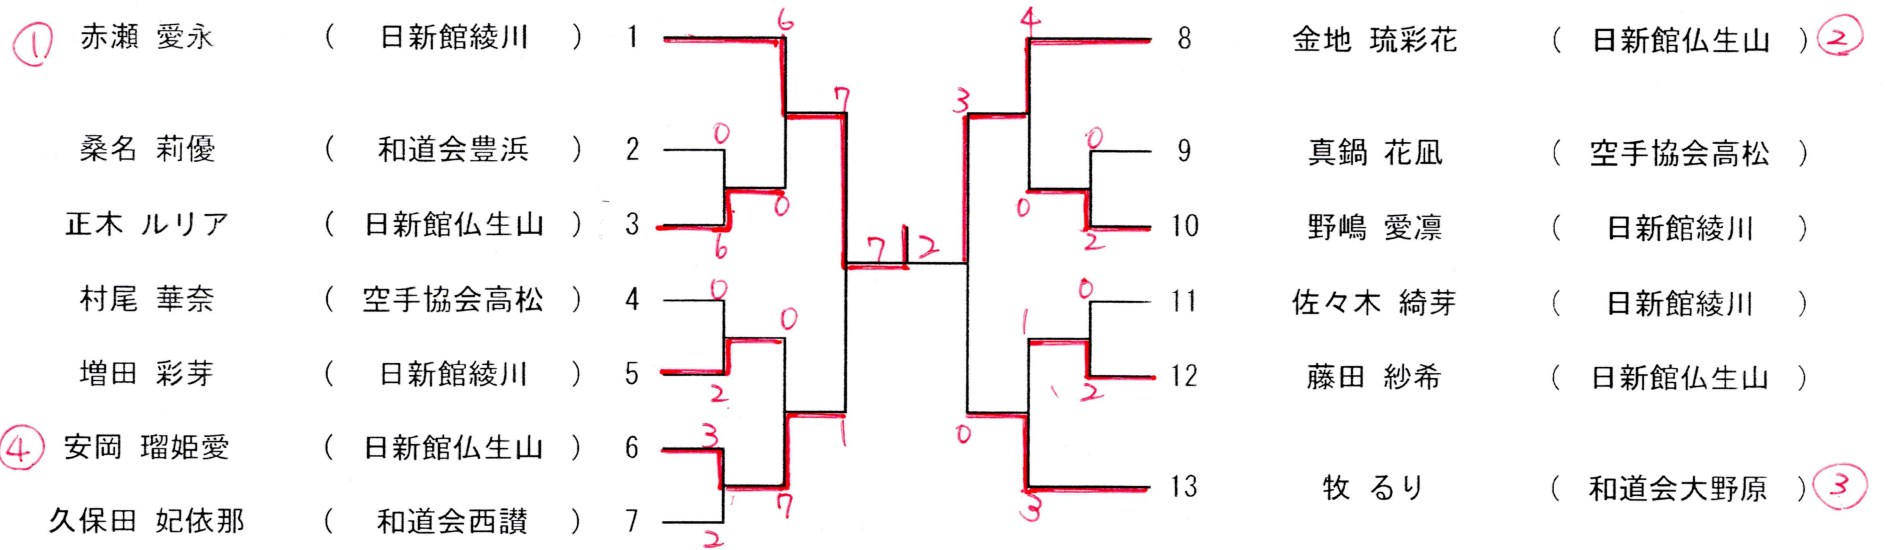 ① 赤瀬 愛永 ( 日新館綾川 ) 1
桑名 莉優 ( 和道会豊浜 ) 2
正木 ルリア ( 日新館仏生山 ) 3
村尾 華奈 ( 空手協会高松 ) 4
増田 彩芽 ( 日新館綾川 ) 5
④ 安岡 瑠姫愛 ( 日新館仏生山 ) 6
久保田 妃依那 ( 和道会西讃 ) 7
6
0
7
0
6
0
0
2
3
1
7
2
7 2
4
3
0
0
2
0
1
2
0
3
8 金地 琉彩花 ( 日新館仏生山 ) ②
9 真鍋 花凪 ( 空手協会高松 )
10 野嶋 愛凛 ( 日新館綾川 )
11 佐々木 綺芽 ( 日新館綾川 )
12 藤田 紗希 ( 日新館仏生山 )
13 牧 るり ( 和道会大野原 ) ③